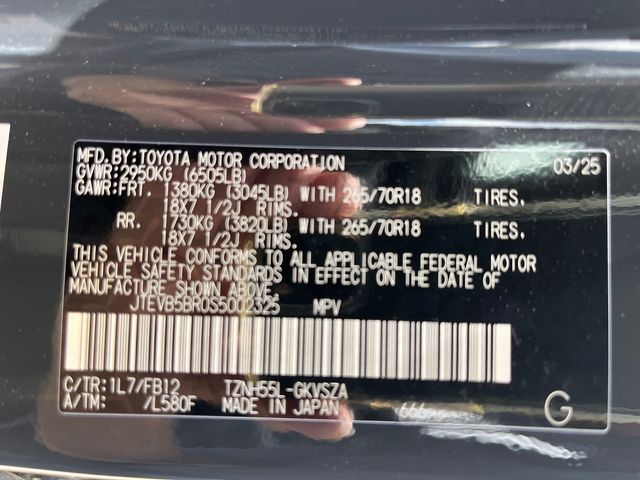 MFD.BY:TOYOTA MOTOR CORPORATION 03/25
GVWR:2950KG (6505LB)
GAWR:FRT. 1380KG (3045LB) WITH 265/70R18 TIRES.
18X7 1/2J RIMS.
RR. 1730KG (3820LB) WITH 265/70R18 TIRES.
18X7 1/2J RIMS.
THIS VEHICLE CONFORMS TO ALL APPLICABLE FEDERAL MOTOR
VEHICLE SAFETY STANDARDS IN EFFECT ON THE DATE OF
MANUFACTURE SHOWN ABOVE.
JTEVB5BR0S5002325 MPV
C/TR:1L7/FB12 TZNH55L-GKVSZA
A/TM: /L580F MADE IN JAPAN 666 G